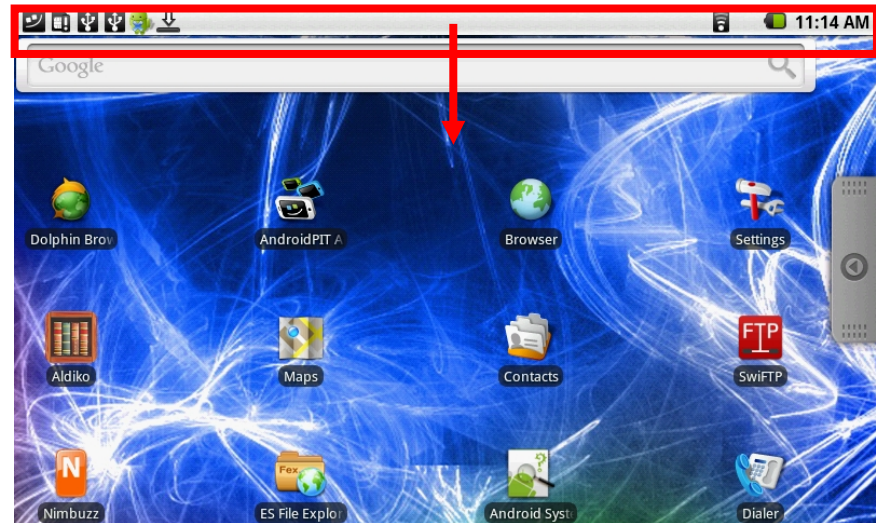 11:14 AM
Google
Dolphin Brow
AndroidPIT A
Browser
Settings
Aldiko
Maps
Contacts
FTP
SwiFTP
N
Fex
Nimbuzz
ES File Explor
Android Syste
Dialer